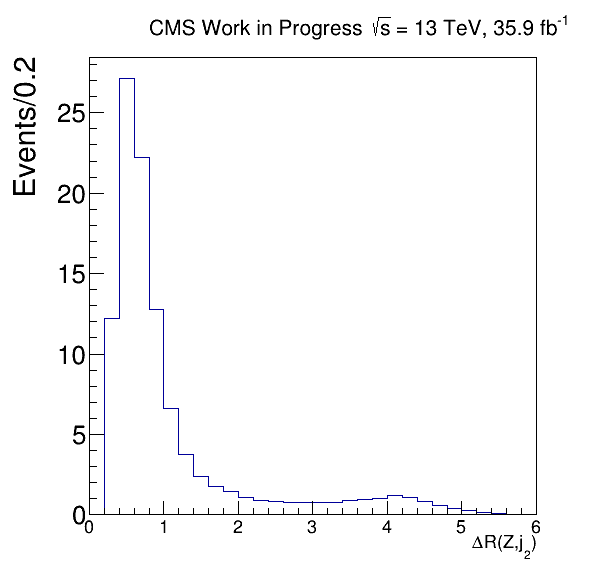 CMS Work in Progress √s = 13 TeV, 35.9 fb⁻¹
Events/0.2
25
20
15
10
5
0
0 1 2 3 4 5 6
ΔR(Z,j₂)